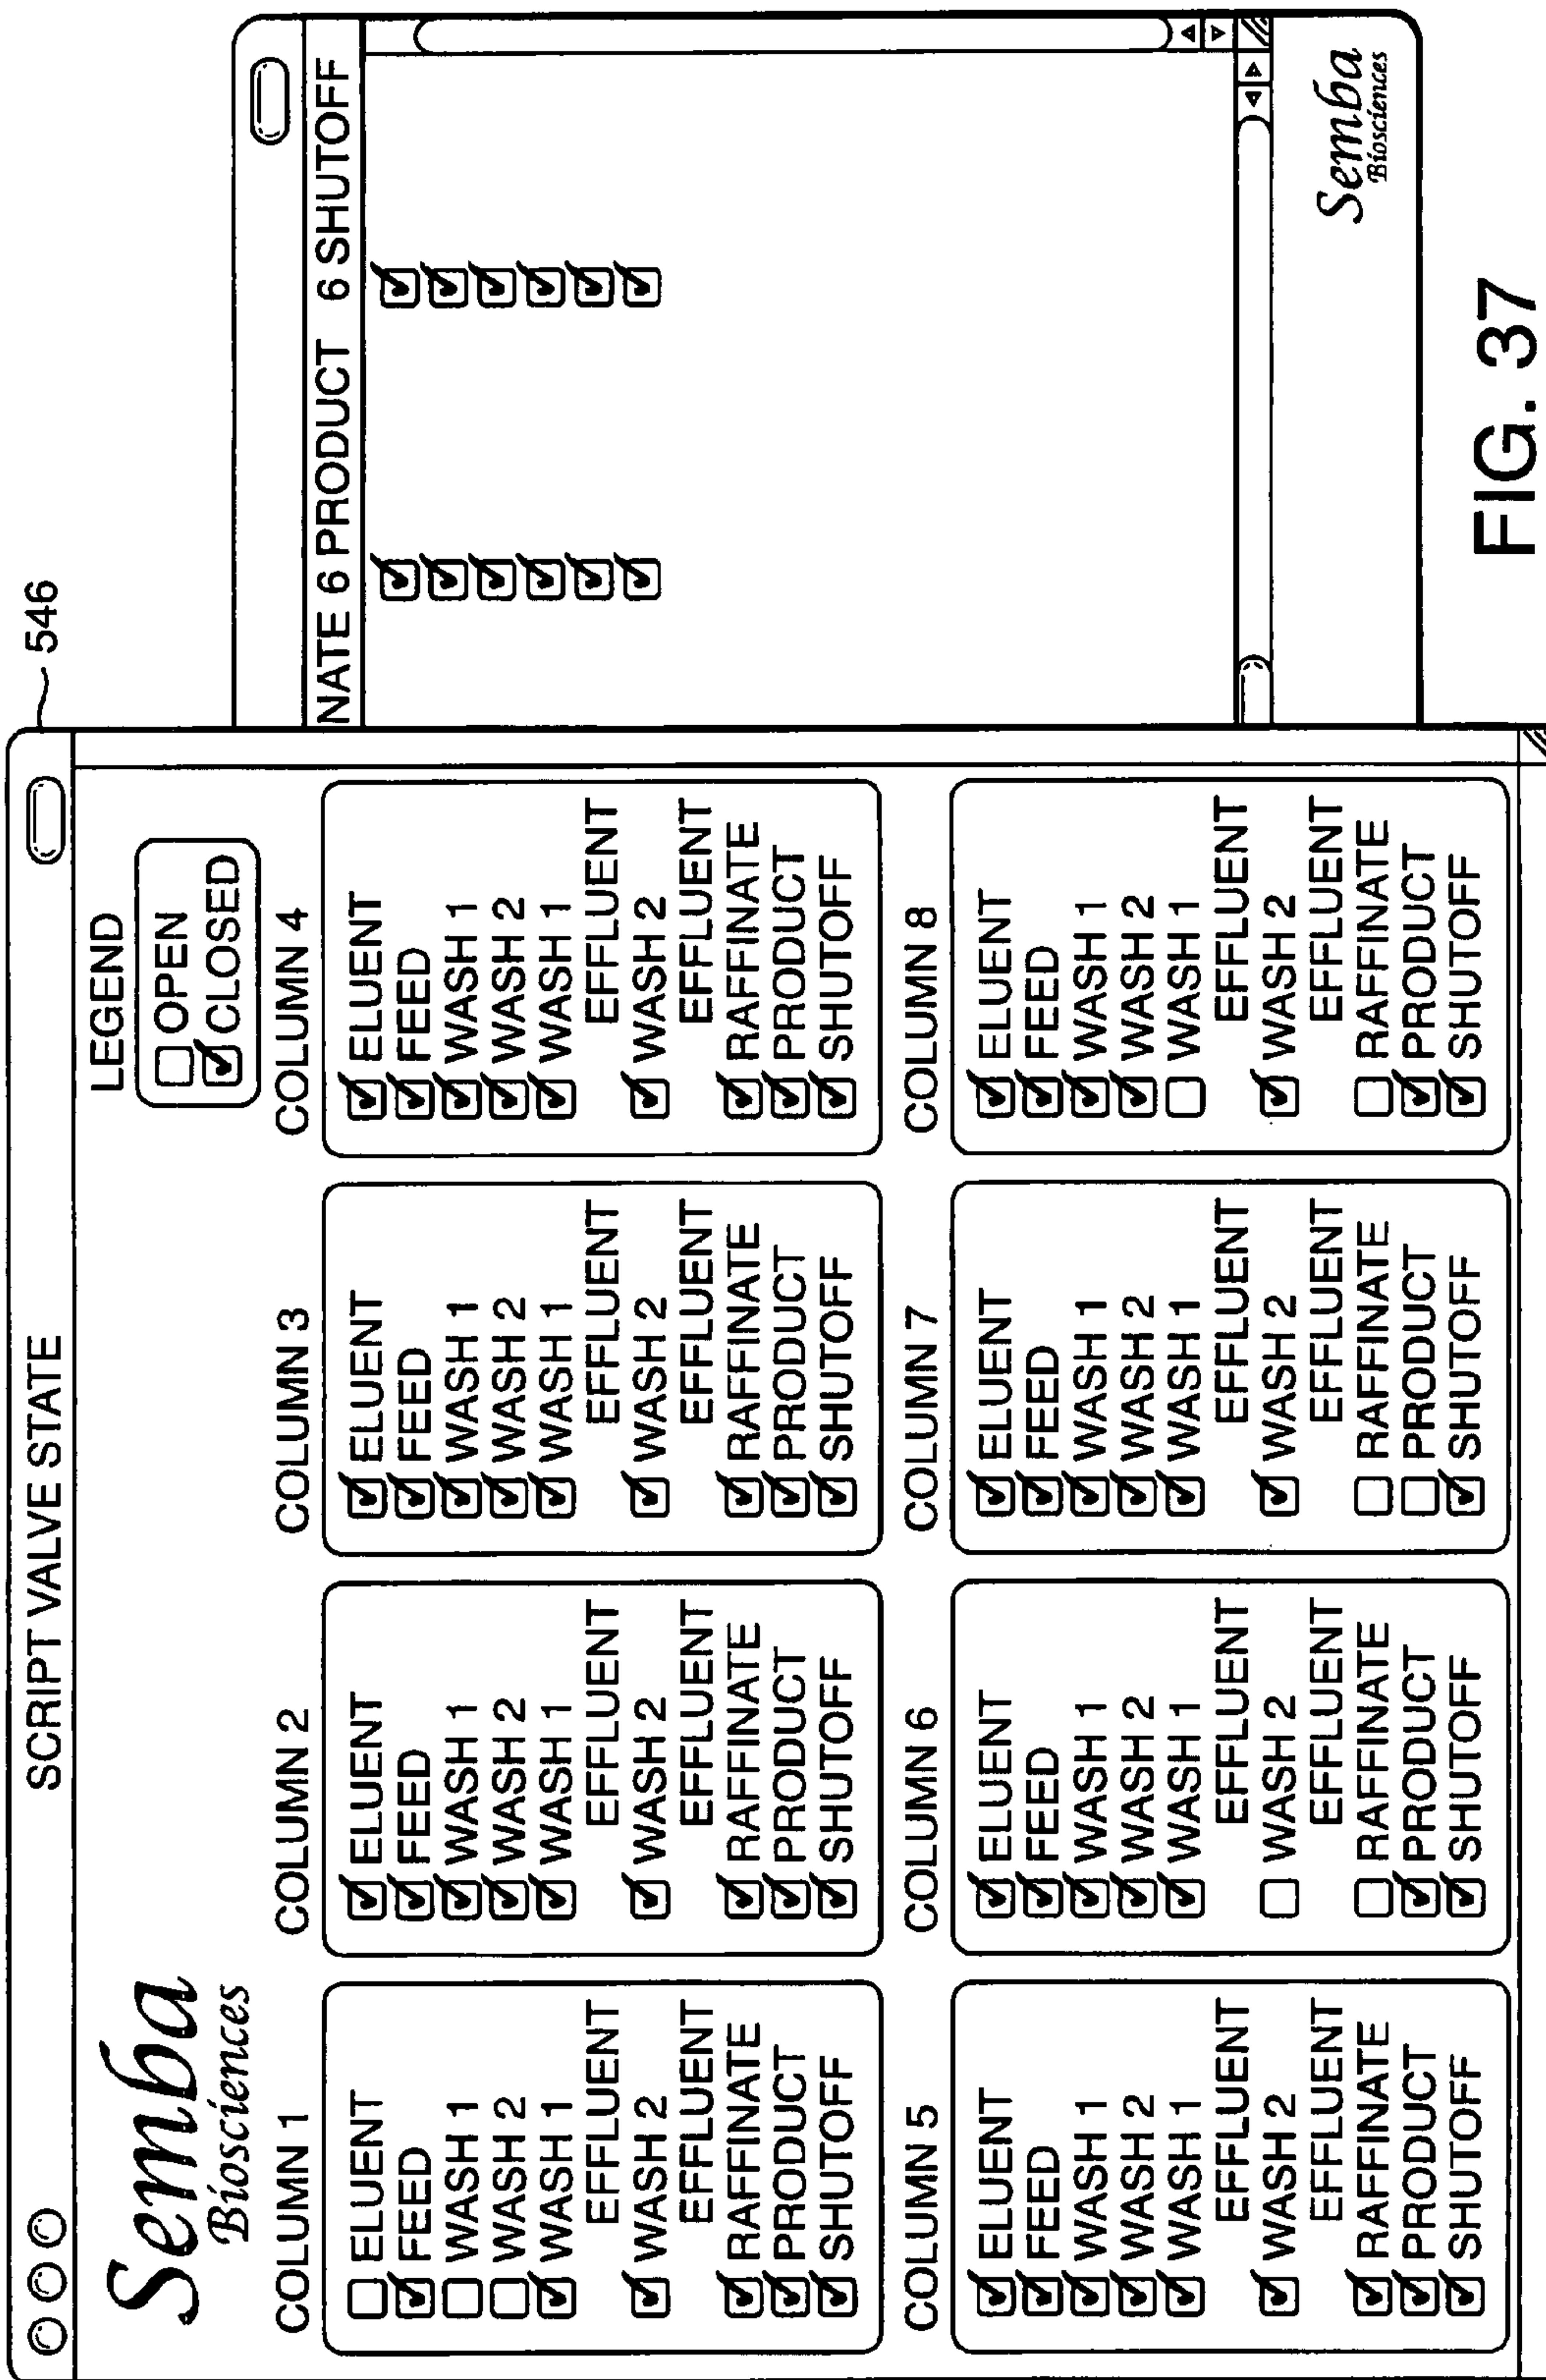 546
SCRIPT VALVE STATE
Semba
Biosciences
LEGEND
OPEN
CLOSED
COLUMN 1
ELUENT
FEED
WASH 1
WASH 2
WASH 1
EFFLUENT
WASH 2
EFFLUENT
RAFFINATE
PRODUCT
SHUTOFF
COLUMN 2
ELUENT
FEED
WASH 1
WASH 2
WASH 1
EFFLUENT
WASH 2
EFFLUENT
RAFFINATE
PRODUCT
SHUTOFF
COLUMN 3
ELUENT
FEED
WASH 1
WASH 2
WASH 1
EFFLUENT
WASH 2
EFFLUENT
RAFFINATE
PRODUCT
SHUTOFF
COLUMN 4
ELUENT
FEED
WASH 1
WASH 2
WASH 1
EFFLUENT
WASH 2
EFFLUENT
RAFFINATE
PRODUCT
SHUTOFF
COLUMN 5
ELUENT
FEED
WASH 1
WASH 2
WASH 1
EFFLUENT
WASH 2
EFFLUENT
RAFFINATE
PRODUCT
SHUTOFF
COLUMN 6
ELUENT
FEED
WASH 1
WASH 2
WASH 1
EFFLUENT
WASH 2
EFFLUENT
RAFFINATE
PRODUCT
SHUTOFF
COLUMN 7
ELUENT
FEED
WASH 1
WASH 2
WASH 1
EFFLUENT
WASH 2
EFFLUENT
RAFFINATE
PRODUCT
SHUTOFF
COLUMN 8
ELUENT
FEED
WASH 1
WASH 2
WASH 1
EFFLUENT
WASH 2
EFFLUENT
RAFFINATE
PRODUCT
SHUTOFF
NATE 6 PRODUCT 6 SHUTOFF
Semba
Biosciences
FIG. 37